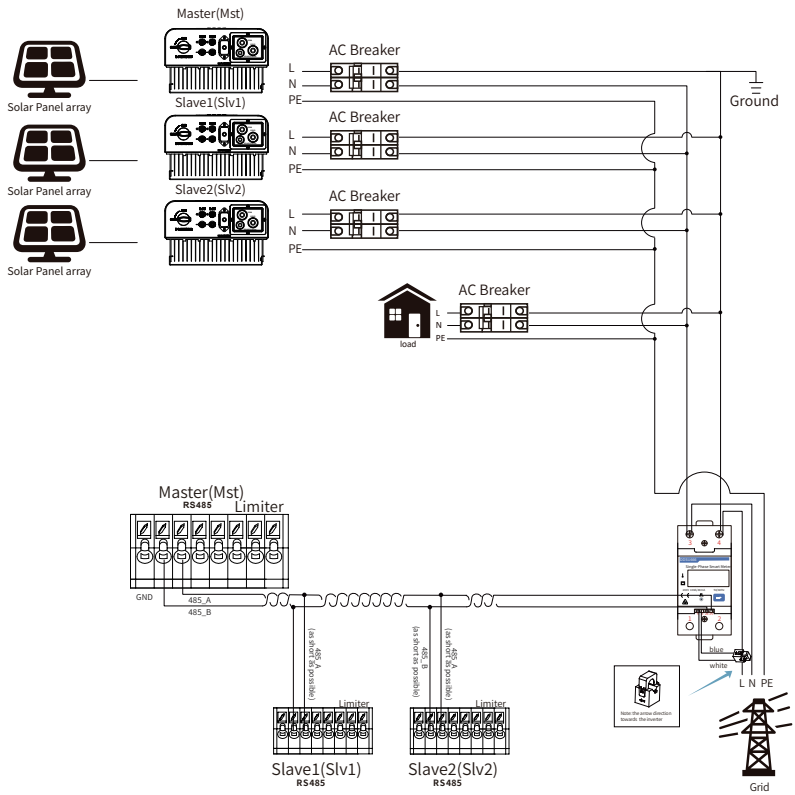 Master(Mst)
Solar Panel array
AC Breaker
L
N
PE
Ground
Slave1(Slv1)
Solar Panel array
AC Breaker
L
N
PE
Slave2(Slv2)
Solar Panel array
AC Breaker
L
N
PE
AC Breaker
L
N
PE
load
Master(Mst)
RS485
Limiter
GND
485_A
485_B
485_A
(as short as possible)
485_B
(as short as possible)
485_A
(as short as possible)
Limiter
Slave1(Slv1)
RS485
Limiter
Slave2(Slv2)
RS485
3
4
Single-Phase Smart Meter
1
2
blue
white
L N PE
Note: the arrow direction
towards the inverter
Grid